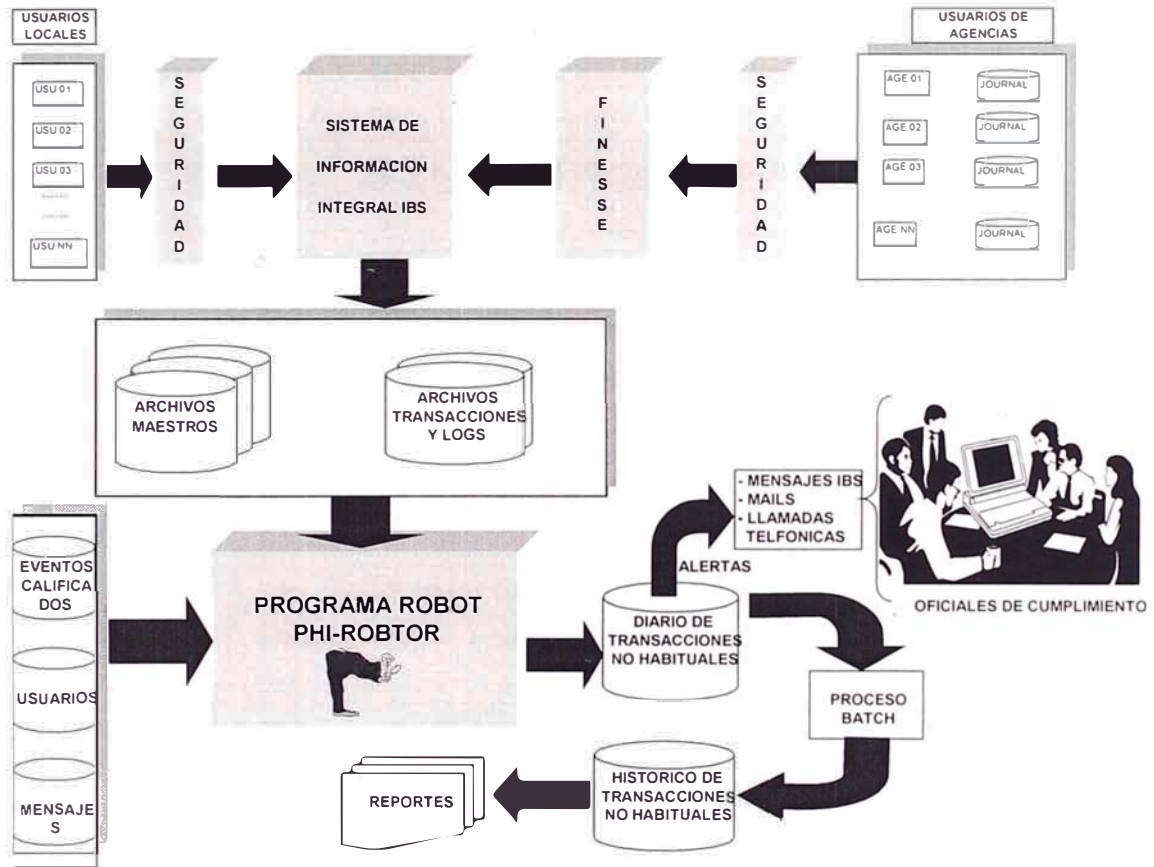 USUARIOS
LOCALES
USUARIOS DE
AGENCIAS
USU 01
USU 02
USU 03
USU NN
S
E
G
U
R
I
D
A
D
SISTEMA DE
INFORMACION
INTEGRAL IBS
F
I
N
E
S
S
E
S
E
G
U
R
I
D
A
D
AGE 01
JOURNAL
AGE 02
JOURNAL
AGE 03
JOURNAL
AGE NN
JOURNAL
ARCHIVOS
MAESTROS
ARCHIVOS
TRANSACCIONES
Y LOGS
- MENSAJES IBS
- MAILS
- LLAMADAS
TELFONICAS
ALERTAS
OFICIALES DE CUMPLIMIENTO
EVENTOS
CALIFICA
DOS
USUARIOS
MENSAJE
S
PROGRAMA ROBOT
PHI-ROBTOR
DIARIO DE
TRANSACCIONES
NO HABITUALES
PROCESO
BATCH
HISTORICO DE
TRANSACCIONES
NO HABITUALES
REPORTES